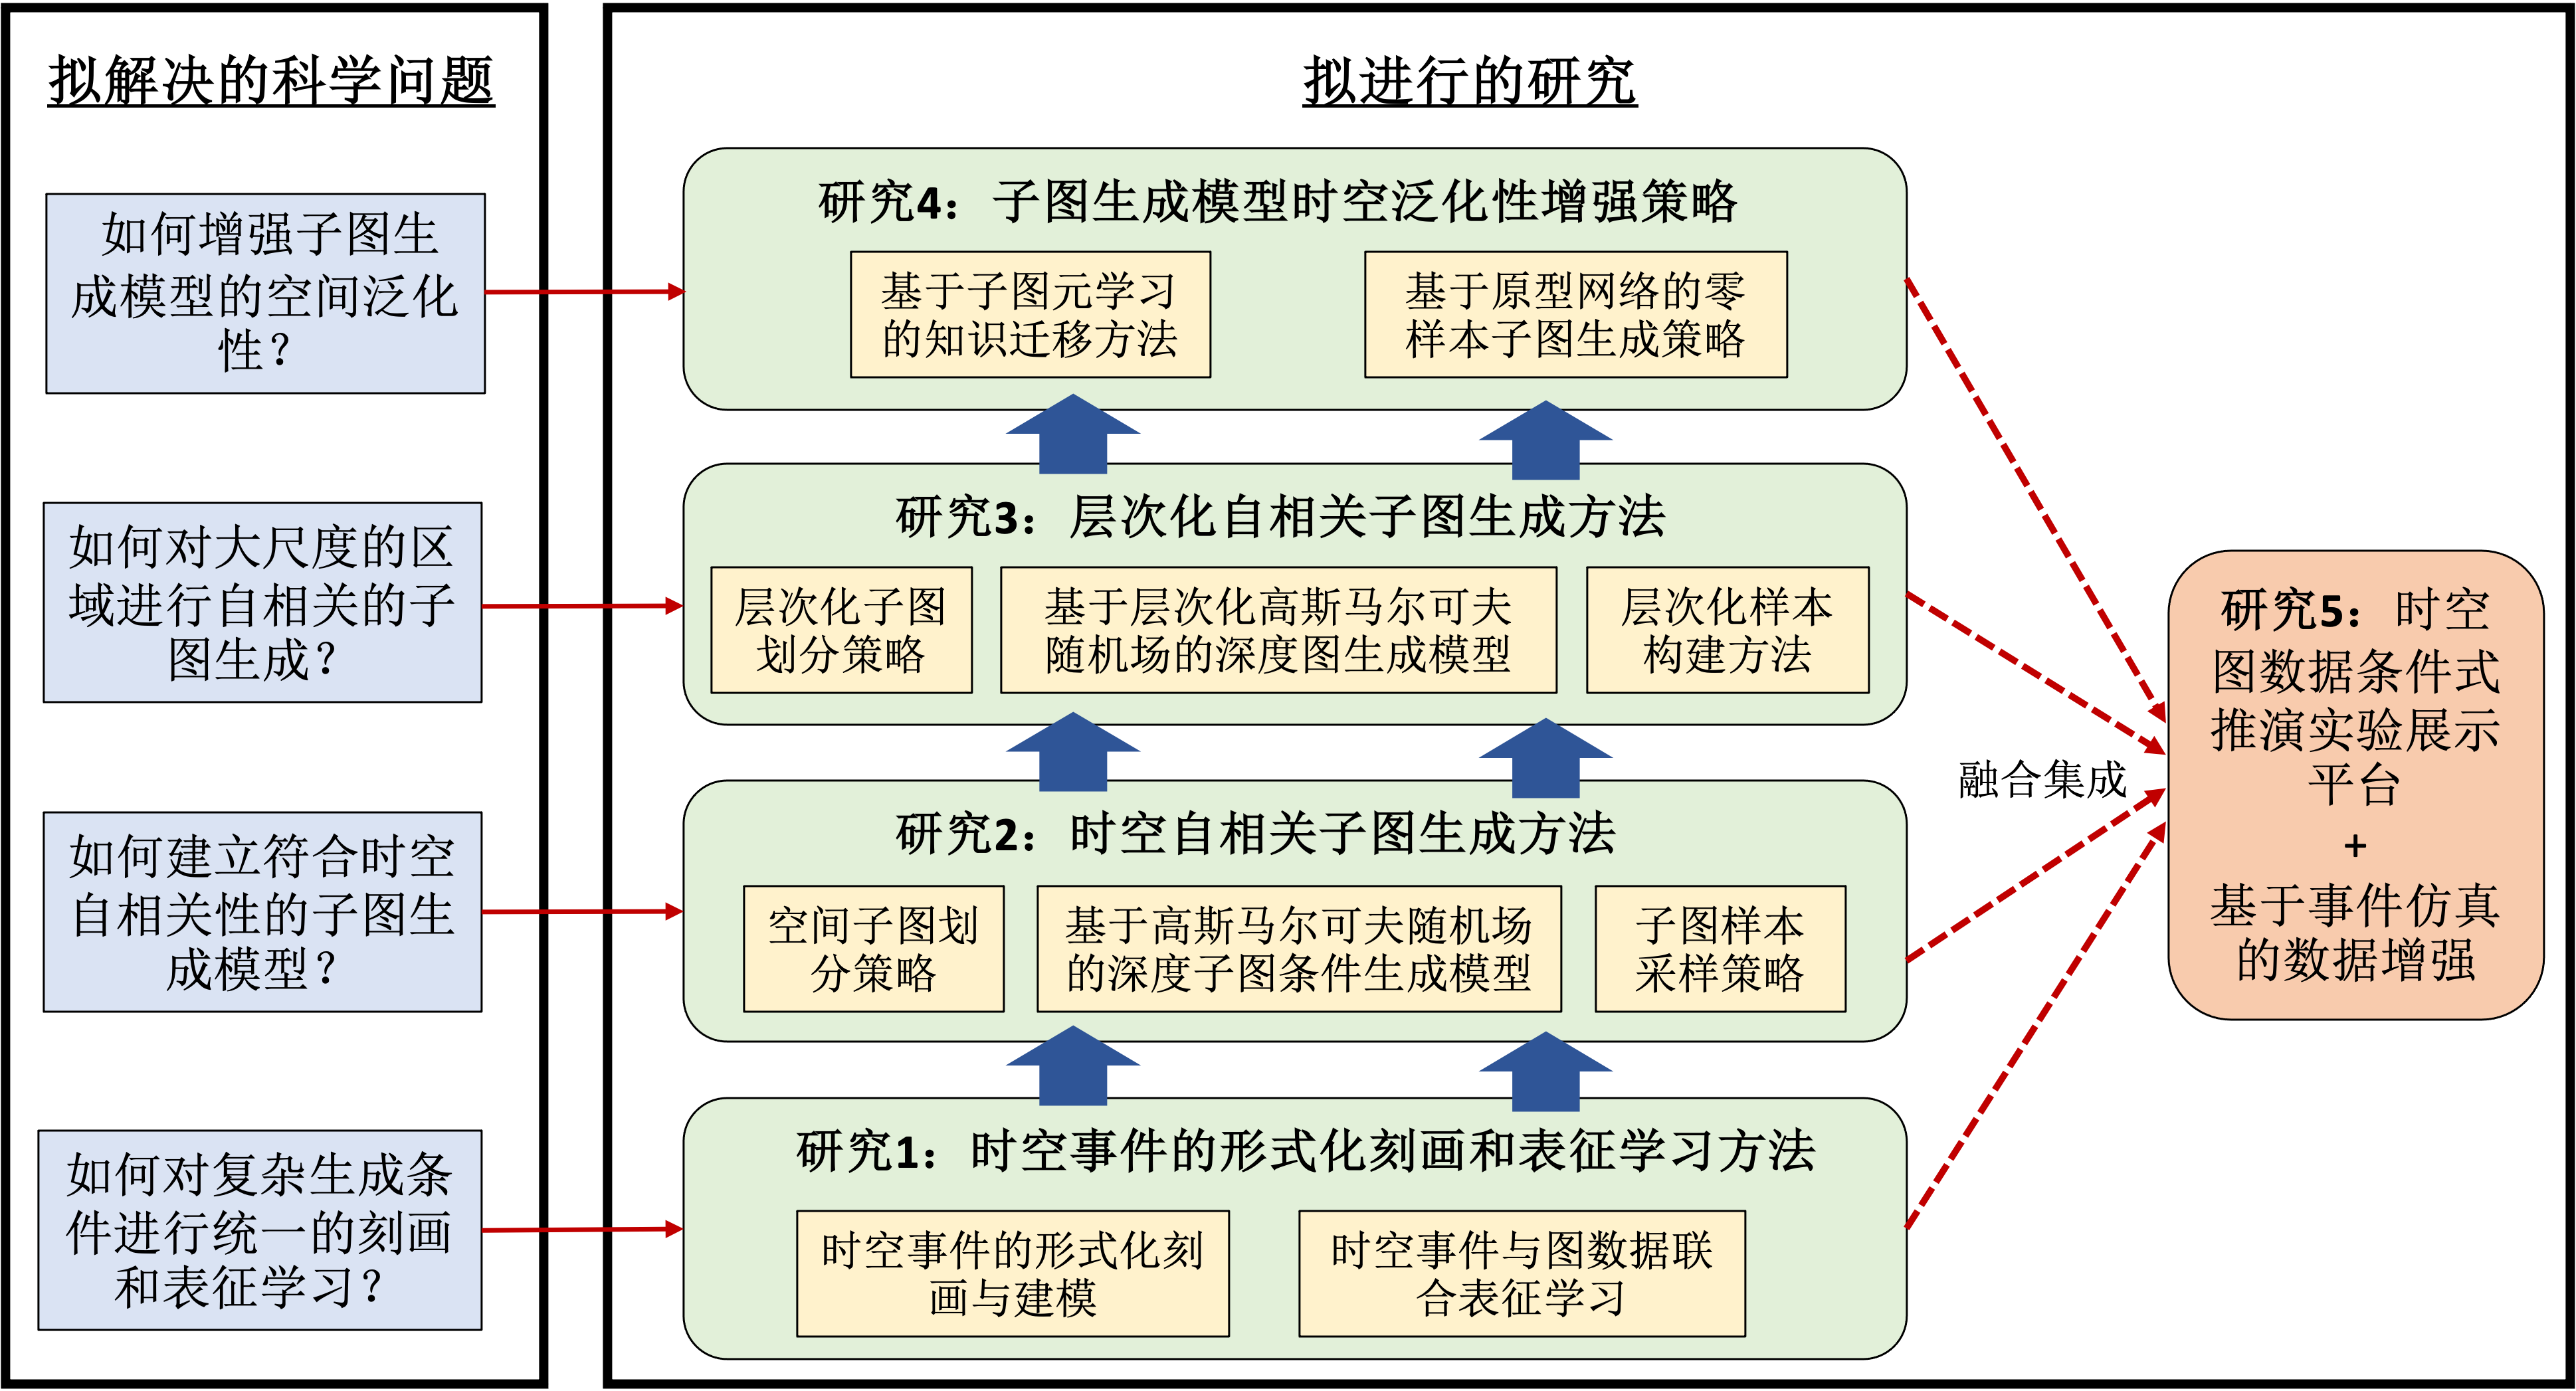 拟解决的科学问题
如何增强子图生
成模型的空间泛化
性？
如何对大尺度的区
域进行自相关的子
图生成？
如何建立符合时空
自相关性的子图生
成模型？
如何对复杂生成条
件进行统一的刻画
和表征学习？
拟进行的研究
研究4：子图生成模型时空泛化性增强策略
基于子图元学习
的知识迁移方法
基于原型网络的零
样本子图生成策略
研究3：层次化自相关子图生成方法
层次化子图
划分策略
基于层次化高斯马尔可夫
随机场的深度图生成模型
层次化样本
构建方法
研究2：时空自相关子图生成方法
空间子图划
分策略
基于高斯马尔可夫随机场
的深度子图条件生成模型
子图样本
采样策略
研究1：时空事件的形式化刻画和表征学习方法
时空事件的形式化刻
画与建模
时空事件与图数据联
合表征学习
融合集成
研究5：时空
图数据条件式
推演实验展示
平台
+
基于事件仿真
的数据增强